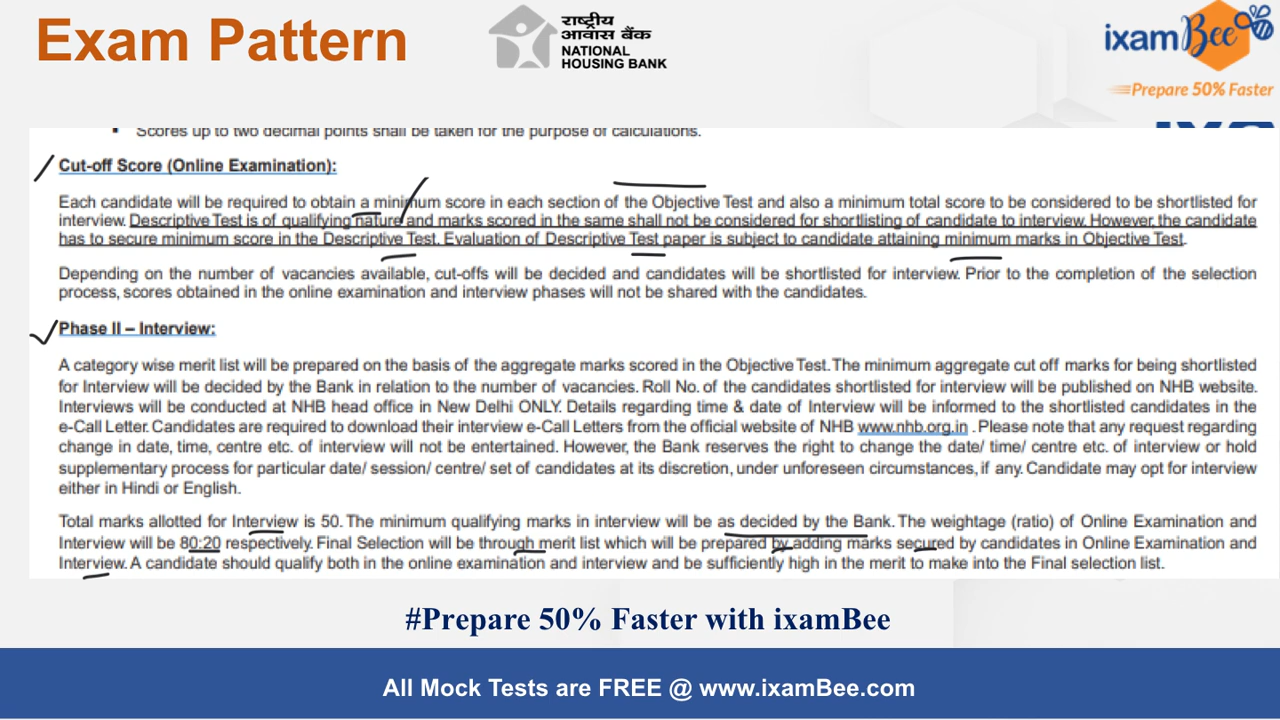 Exam Pattern
राष्ट्रीय
आवास बैंक
NATIONAL
HOUSING BANK
ixamBee
Prepare 50% Faster
Scores up to two decimal points shall be taken for the purpose of calculations.
Cut-off Score (Online Examination):
Each candidate will be required to obtain a minimum score in each section of the Objective Test and also a minimum total score to be considered to be shortlisted for
interview. Descriptive Test is of qualifying nature and marks scored in the same shall not be considered for shortlisting of candidate to interview. However, the candidate
has to secure minimum score in the Descriptive Test. Evaluation of Descriptive Test paper is subject to candidate attaining minimum marks in Objective Test.
Depending on the number of vacancies available, cut-offs will be decided and candidates will be shortlisted for interview. Prior to the completion of the selection
process, scores obtained in the online examination and interview phases will not be shared with the candidates.
Phase II – Interview:
A category wise merit list will be prepared on the basis of the aggregate marks scored in the Objective Test. The minimum aggregate cut off marks for being shortlisted
for Interview will be decided by the Bank in relation to the number of vacancies. Roll No. of the candidates shortlisted for interview will be published on NHB website.
Interviews will be conducted at NHB head office in New Delhi ONLY. Details regarding time & date of Interview will be informed to the shortlisted candidates in the
e-Call Letter. Candidates are required to download their interview e-Call Letters from the official website of NHB www.nhb.org.in . Please note that any request regarding
change in date, time, centre etc. of interview will not be entertained. However, the Bank reserves the right to change the date/ time/ centre etc. of interview or hold
supplementary process for particular date/ session/ centre/ set of candidates at its discretion, under unforeseen circumstances, if any. Candidate may opt for interview
either in Hindi or English.
Total marks allotted for Interview is 50. The minimum qualifying marks in interview will be as decided by the Bank. The weightage (ratio) of Online Examination and
Interview will be 80:20 respectively. Final Selection will be through merit list which will be prepared by adding marks secured by candidates in Online Examination and
Interview. A candidate should qualify both in the online examination and interview and be sufficiently high in the merit to make into the Final selection list.
#Prepare 50% Faster with ixamBee
All Mock Tests are FREE @ www.ixamBee.com